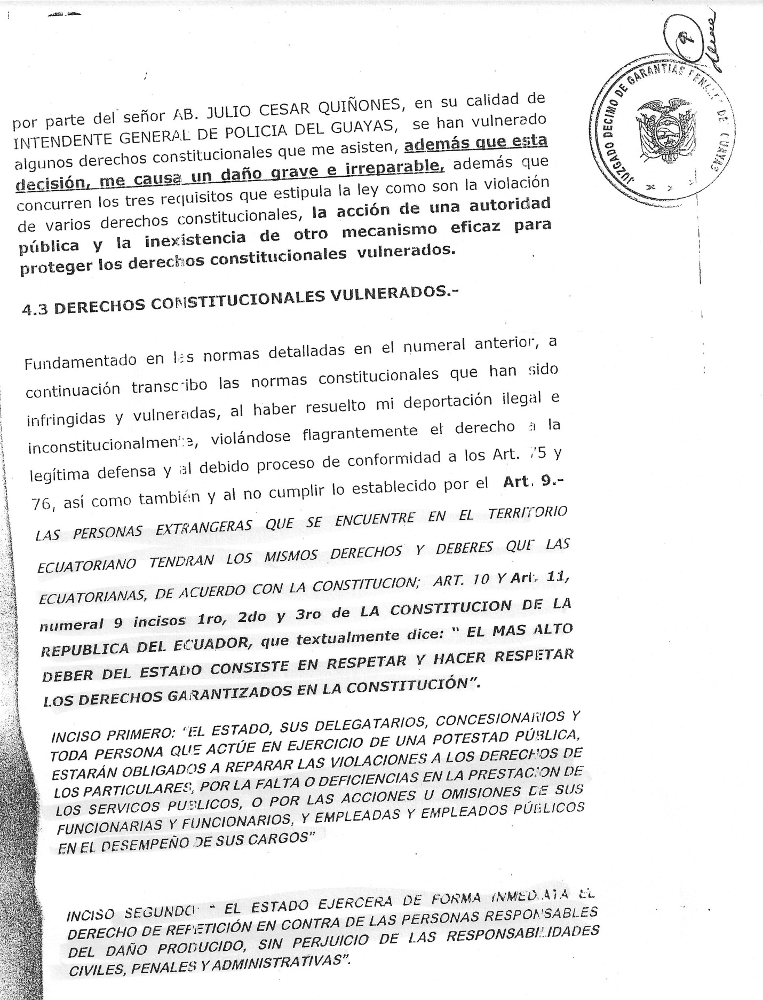 JUZGADO DECIMO DE GARANTIAS PENALES DE GUAYAS
por parte del señor AB. JULIO CESAR QUIÑONES, en su calidad de
INTENDENTE GENERAL DE POLICIA DEL GUAYAS, se han vulnerado
algunos derechos constitucionales que me asisten, además que esta
decisión, me causa un daño grave e irreparable, además que
concurren los tres requisitos que estipula la ley como son la violación
de varios derechos constitucionales, la acción de una autoridad
pública y la inexistencia de otro mecanismo eficaz para
proteger los derechos constitucionales vulnerados.
4.3 DERECHOS CONSTITUCIONALES VULNERADOS.-
Fundamentado en las normas detalladas en el numeral anterior, a
continuación transcribo las normas constitucionales que han sido
infringidas y vulneradas, al haber resuelto mi deportación ilegal e
inconstitucionalmente, violándose flagrantemente el derecho a la
legítima defensa y al debido proceso de conformidad a los Art. 75 y
76, así como también y al no cumplir lo establecido por el Art. 9.-
LAS PERSONAS EXTRANGERAS QUE SE ENCUENTRE EN EL TERRITORIO
ECUATORIANO TENDRAN LOS MISMOS DERECHOS Y DEBERES QUE LAS
ECUATORIANAS, DE ACUERDO CON LA CONSTITUCION; ART. 10 Y Art. 11,
numeral 9 incisos 1ro, 2do y 3ro de LA CONSTITUCION DE LA
REPUBLICA DEL ECUADOR, que textualmente dice: " EL MAS ALTO
DEBER DEL ESTADO CONSISTE EN RESPETAR Y HACER RESPETAR
LOS DERECHOS GARANTIZADOS EN LA CONSTITUCIÓN".
INCISO PRIMERO: "EL ESTADO, SUS DELEGATARIOS, CONCESIONARIOS Y
TODA PERSONA QUE ACTÚE EN EJERCICIO DE UNA POTESTAD PÚBLICA,
ESTARÁN OBLIGADOS A REPARAR LAS VIOLACIONES A LOS DERECHOS DE
LOS PARTICULARES, POR LA FALTA O DEFICIENCIAS EN LA PRESTACION DE
LOS SERVICOS PUBLICOS, O POR LAS ACCIONES U OMISIONES DE SUS
FUNCIONARIAS Y FUNCIONARIOS, Y EMPLEADAS Y EMPLEADOS PÚBLICOS
EN EL DESEMPEÑO DE SUS CARGOS"
INCISO SEGUNDO: " EL ESTADO EJERCERA DE FORMA INMEDIATA EL
DERECHO DE REPETICIÓN EN CONTRA DE LAS PERSONAS RESPONSABLES
DEL DAÑO PRODUCIDO, SIN PERJUICIO DE LAS RESPONSABILIDADES
CIVILES, PENALES Y ADMINISTRATIVAS".